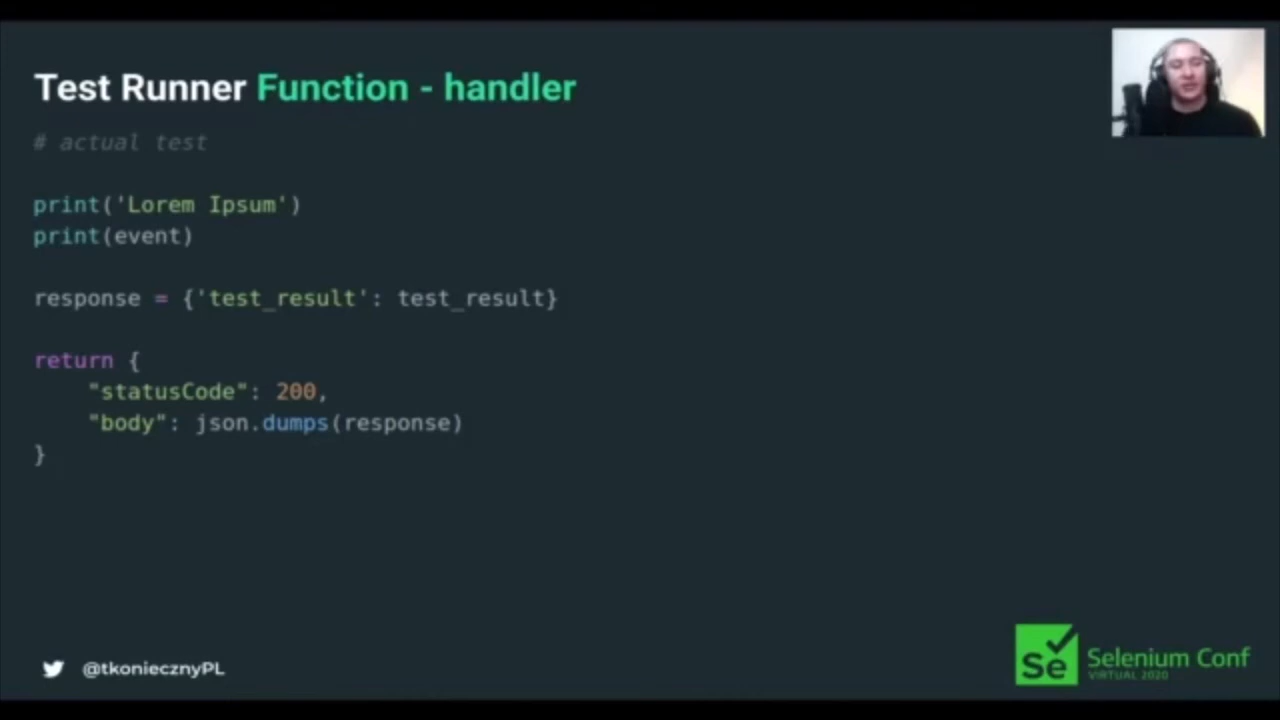 Test Runner Function - handler
# actual test
print('Lorem Ipsum')
print(event)
response = {'test_result': test_result}
return {
    "statusCode": 200,
    "body": json.dumps(response)
}
@tkoniecznyPL
Se Selenium Conf
VIRTUAL 2020